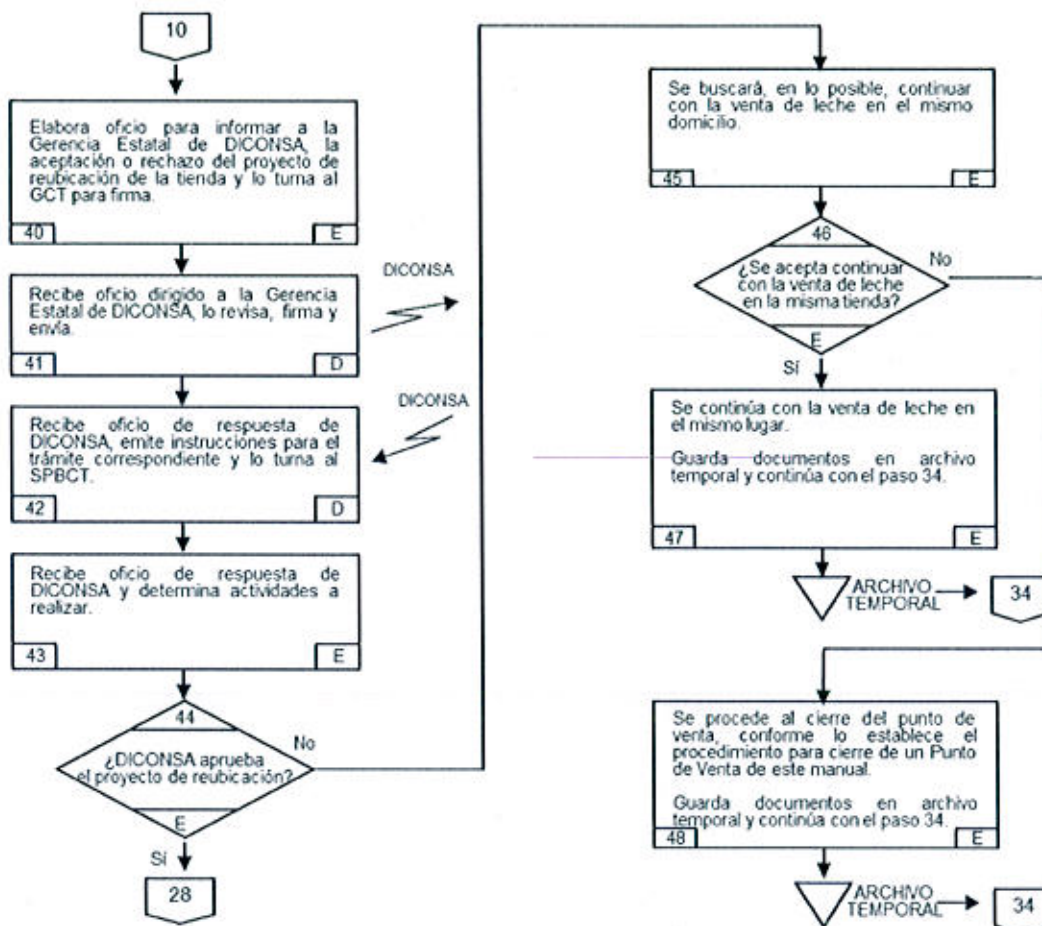 10
Elabora oficio para informar a la
Gerencia Estatal de DICONSA, la
aceptación o rechazo del proyecto de
reubicación de la tienda y lo turna al
GCT para firma.
40 E
Recibe oficio dirigido a la Gerencia
Estatal de DICONSA, lo revisa, firma y
envía.
41 D
DICONSA
Recibe oficio de respuesta de
DICONSA, emite instrucciones para el
trámite correspondiente y lo turna al
SPBCT.
42 D
DICONSA
Recibe oficio de respuesta de
DICONSA y determina actividades a
realizar.
43 E
44
¿DICONSA aprueba
el proyecto de reubicación?
E
No
Sí
28
Se buscará, en lo posible, continuar
con la venta de leche en el mismo
domicilio.
45 E
46
¿Se acepta continuar
con la venta de leche
en la misma tienda?
E
No
Sí
Se continúa con la venta de leche en
el mismo lugar.
Guarda documentos en archivo
temporal y continúa con el paso 34.
47 E
ARCHIVO
TEMPORAL
34
Se procede al cierre del punto de
venta, conforme lo establece el
procedimiento para cierre de un Punto
de Venta de este manual.
Guarda documentos en archivo
temporal y continúa con el paso 34.
48 E
ARCHIVO
TEMPORAL
34